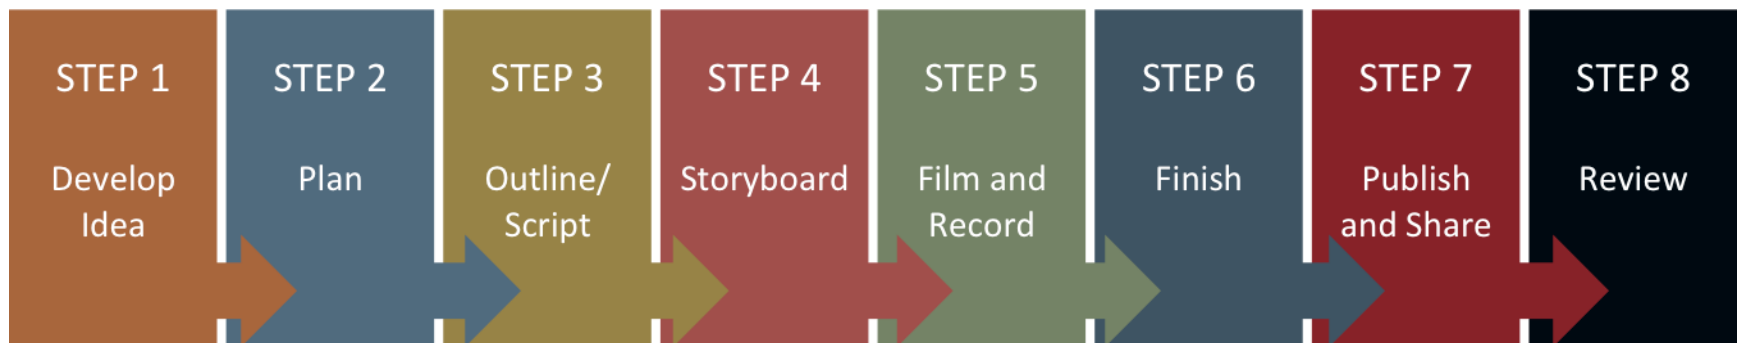 STEP 1
Develop
Idea
STEP 2
Plan
STEP 3
Outline/
Script
STEP 4
Storyboard
STEP 5
Film and
Record
STEP 6
Finish
STEP 7
Publish
and Share
STEP 8
Review